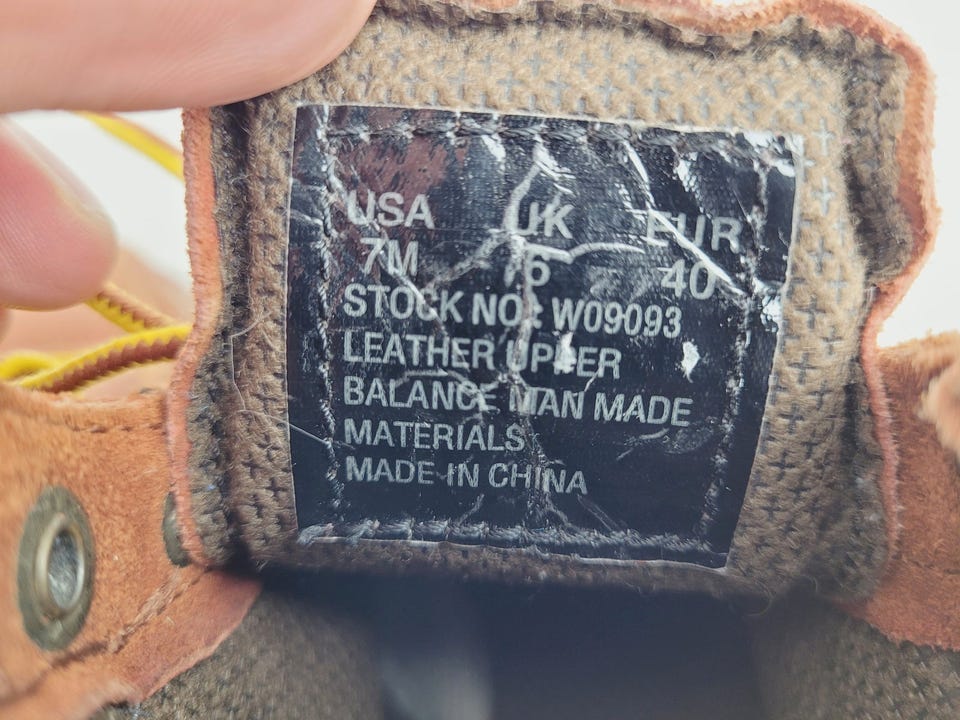 USA UK EUR
7M 6 40
STOCK NO: W09093
LEATHER UPPER
BALANCE MAN MADE
MATERIALS
MADE IN CHINA